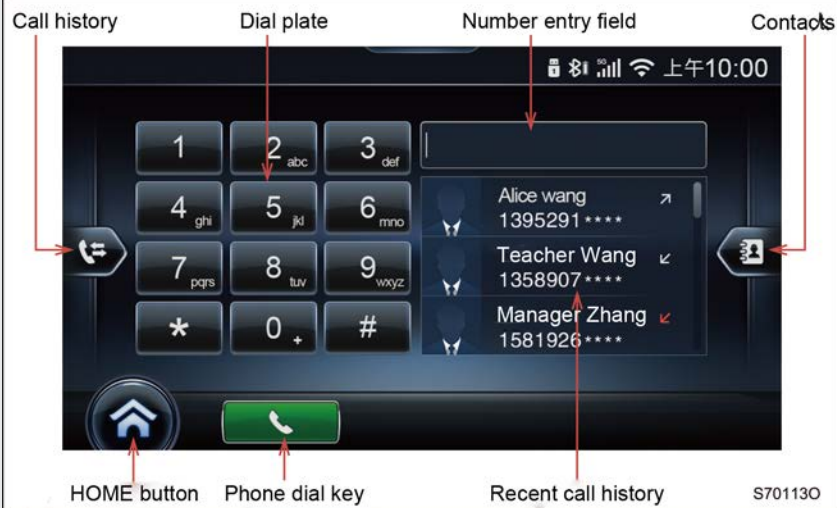 Call history
Dial plate
Number entry field
Contacts
5G
上午10:00
1
2 abc
3 def
4 ghi
5 jkl
6 mno
7 pqrs
8 tuv
9 wxyz
*
0 +
#
Alice wang
1395291****
Teacher Wang
1358907****
Manager Zhang
1581926****
HOME button
Phone dial key
Recent call history
S70113O